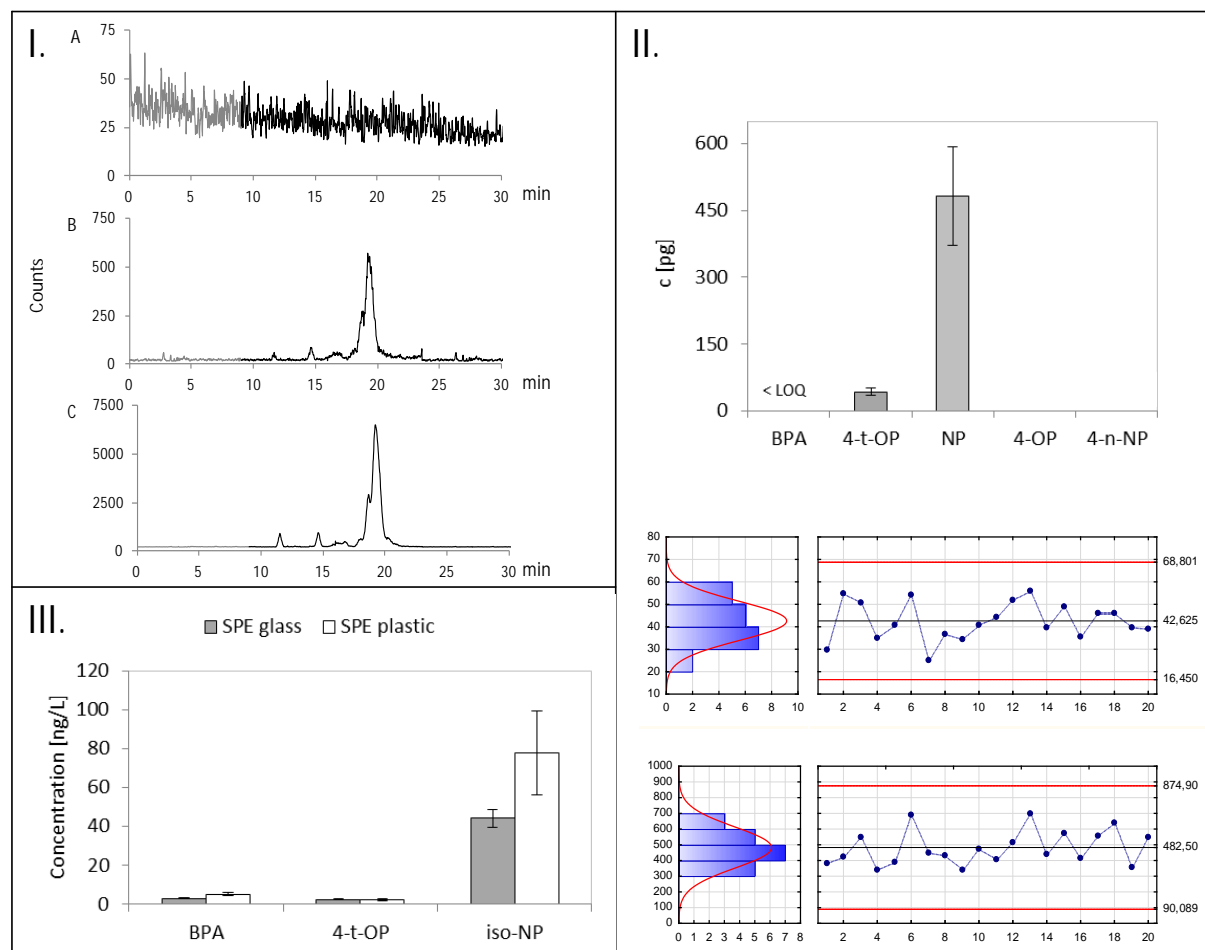 I.
A
75
50
25
0
0 5 10 15 20 25 30 min
B
750
500
250
0
0 5 10 15 20 25 30 min
Counts
C
7500
5000
2500
0
0 5 10 15 20 25 30 min
II.
c [pg]
600
450
300
150
0
< LOQ
BPA 4-t-OP NP 4-OP 4-n-NP
80
70
60
50
40
30
20
10
0 2 4 6 8 10
68,801
42,625
16,450
2 4 6 8 10 12 14 16 18 20
1000
900
800
700
600
500
400
300
200
100
0
0 1 2 3 4 5 6 7 8
874,90
482,50
90,089
2 4 6 8 10 12 14 16 18 20
III.
SPE glass SPE plastic
Concentration [ng/L]
120
100
80
60
40
20
0
BPA 4-t-OP iso-NP